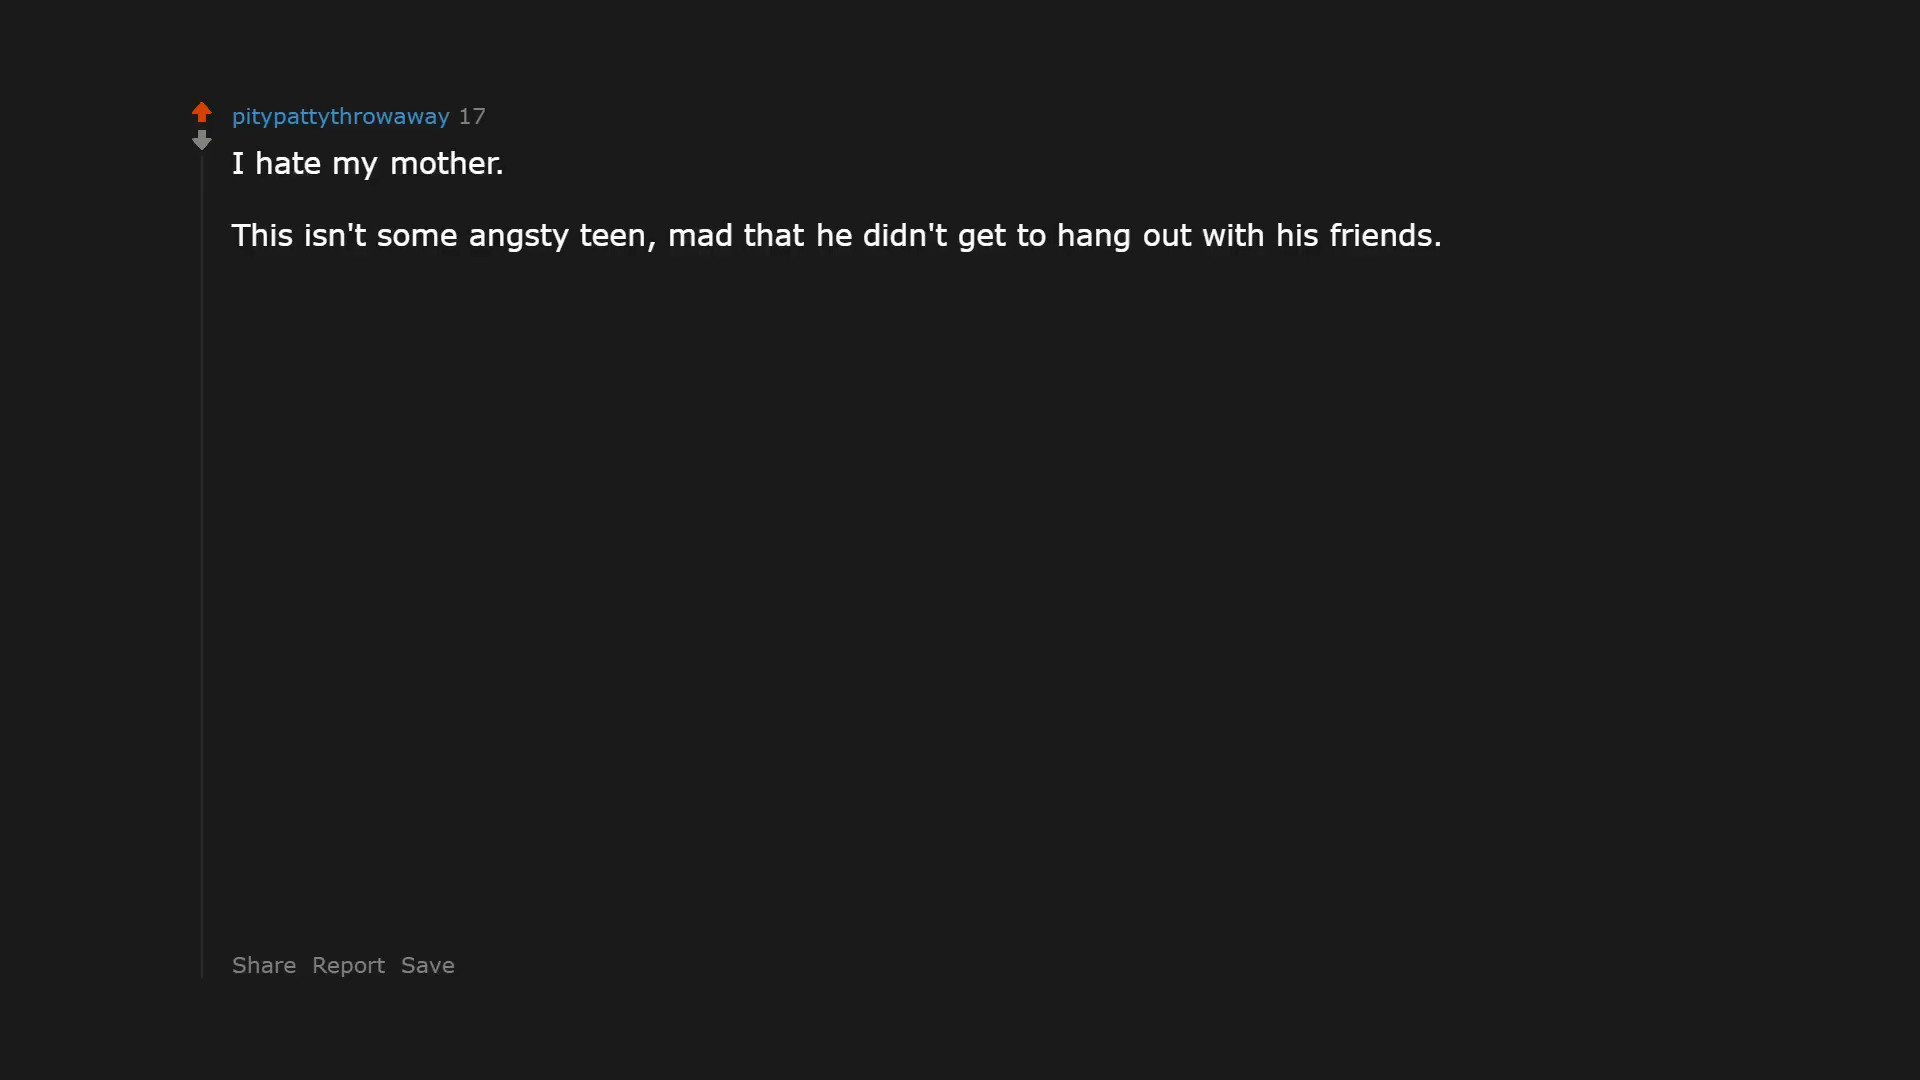 pitypattythrowaway 17
I hate my mother.
This isn't some angsty teen, mad that he didn't get to hang out with his friends.
Share Report Save